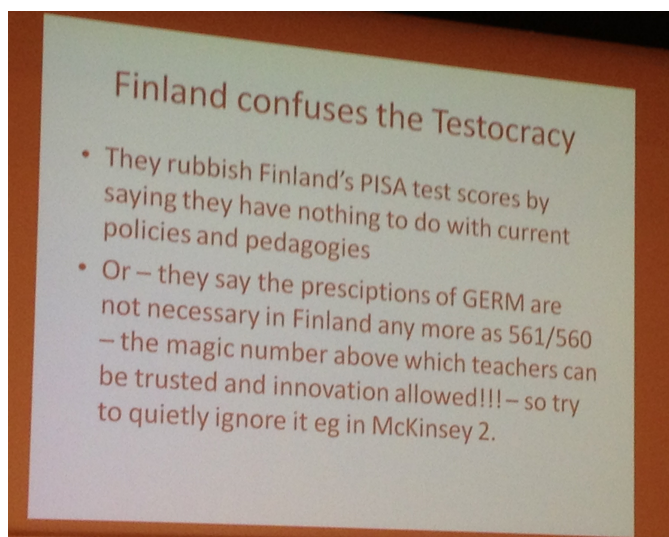 Finland confuses the Testocracy
• They rubbish Finland's PISA test scores by
saying they have nothing to do with current
policies and pedagogies
• Or – they say the presciptions of GERM are
not necessary in Finland any more as 561/560
– the magic number above which teachers can
be trusted and innovation allowed!!! – so try
to quietly ignore it eg in McKinsey 2.